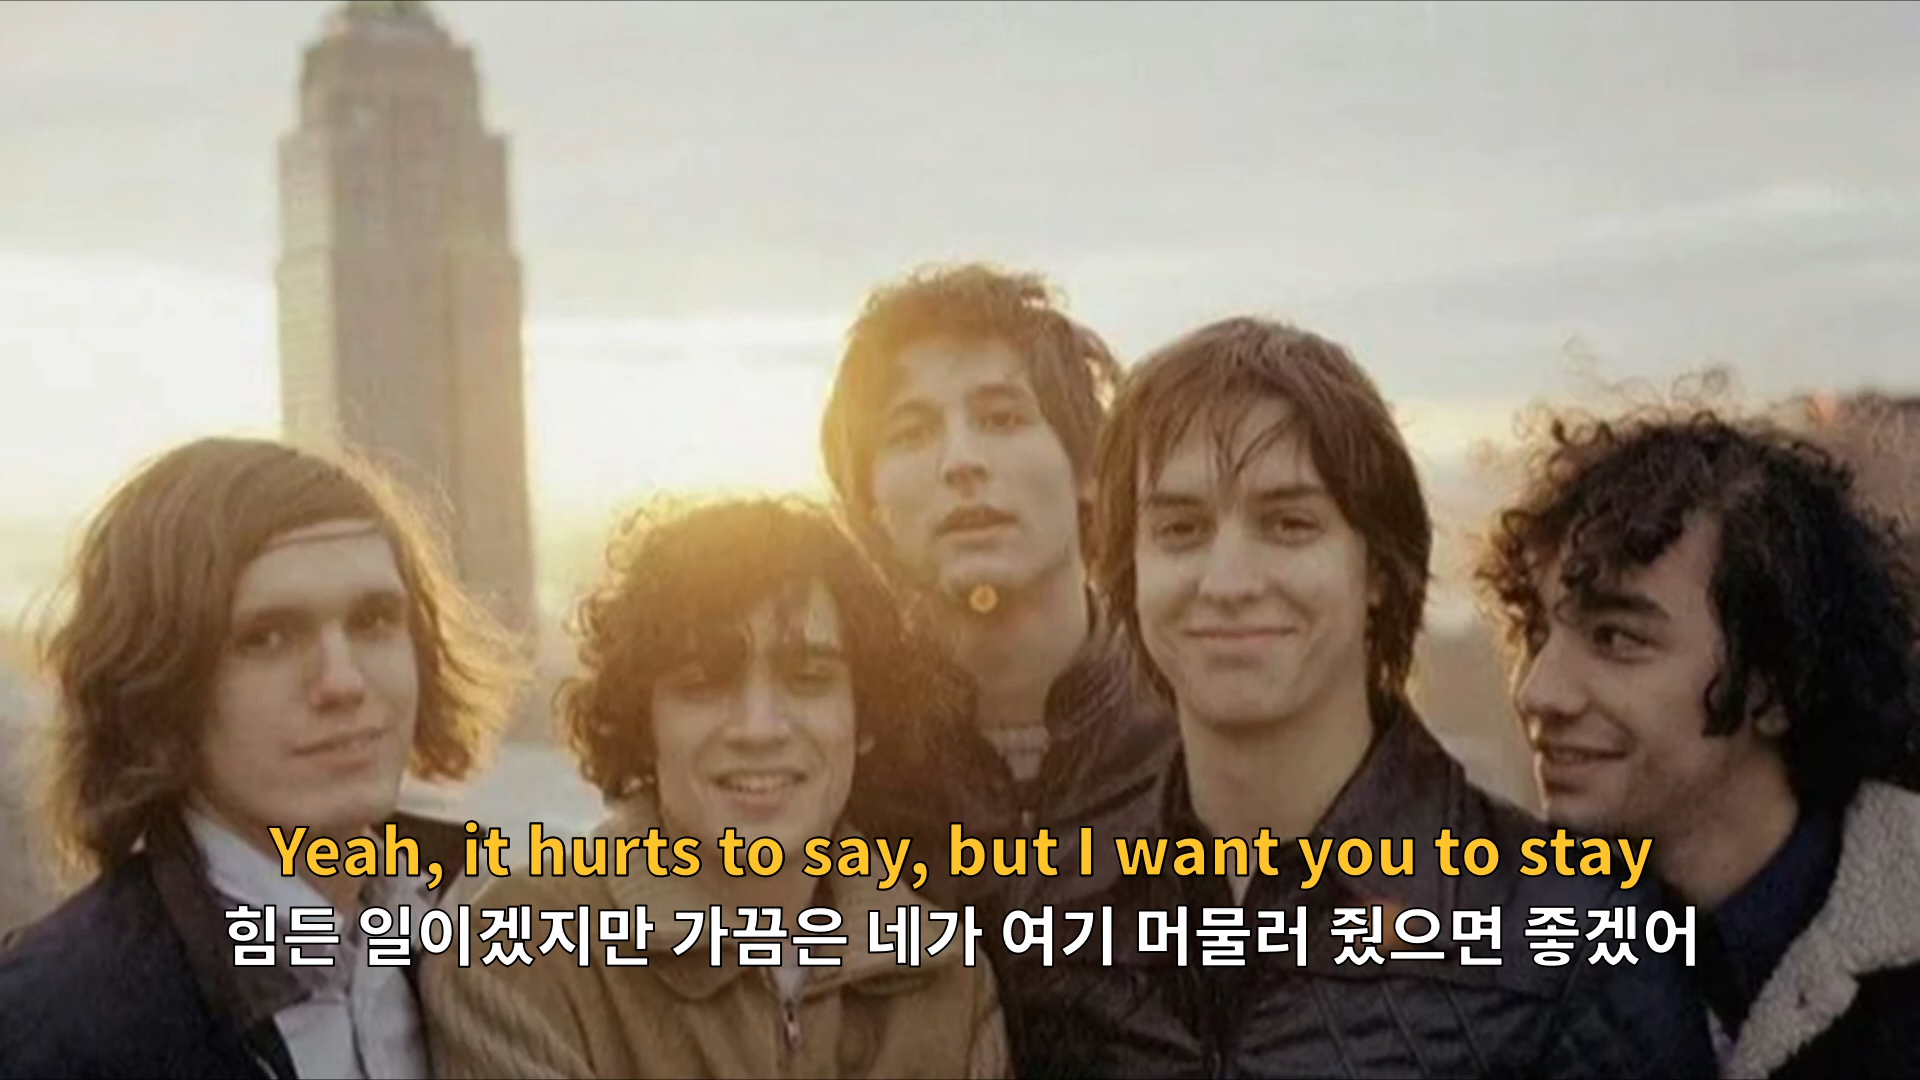 Yeah, it hurts to say, but I want you to stay
힘든 일이겠지만 가끔은 네가 여기 머물러 줬으면 좋겠어